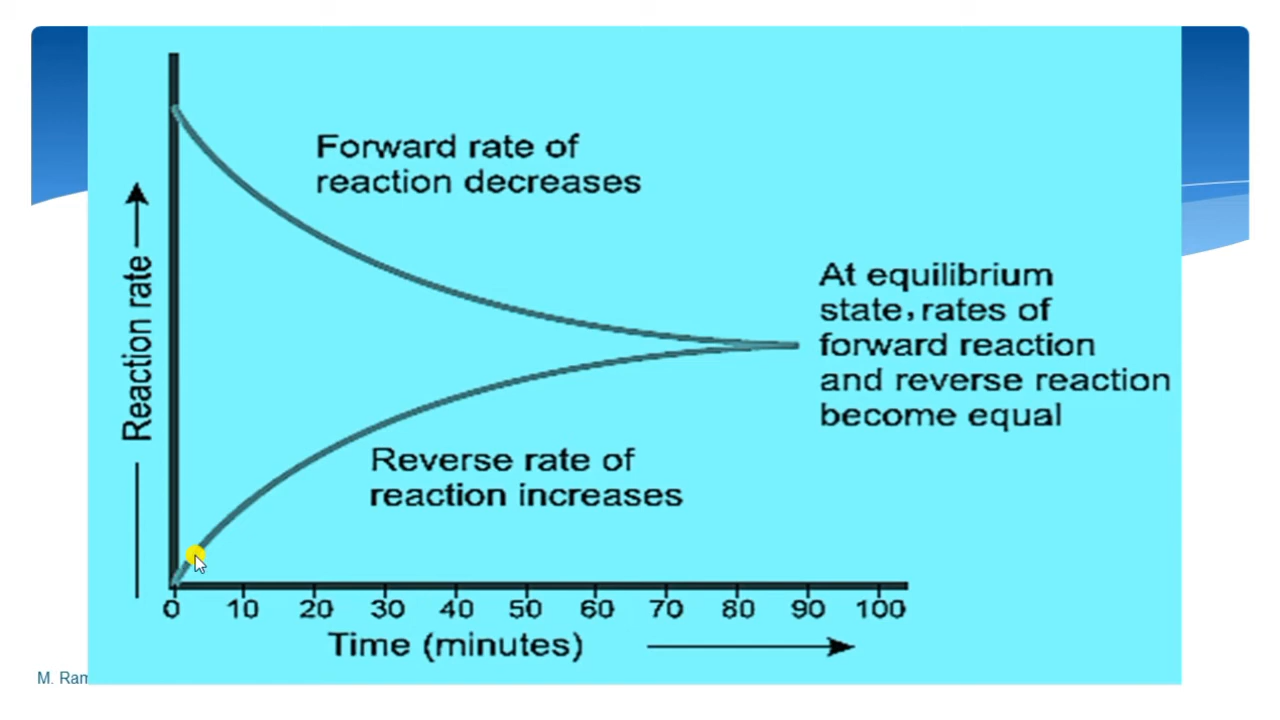 Forward rate of
reaction decreases
At equilibrium
state, rates of
forward reaction
and reverse reaction
become equal
Reaction rate
Reverse rate of
reaction increases
0 10 20 30 40 50 60 70 80 90 100
Time (minutes)
M. Ram